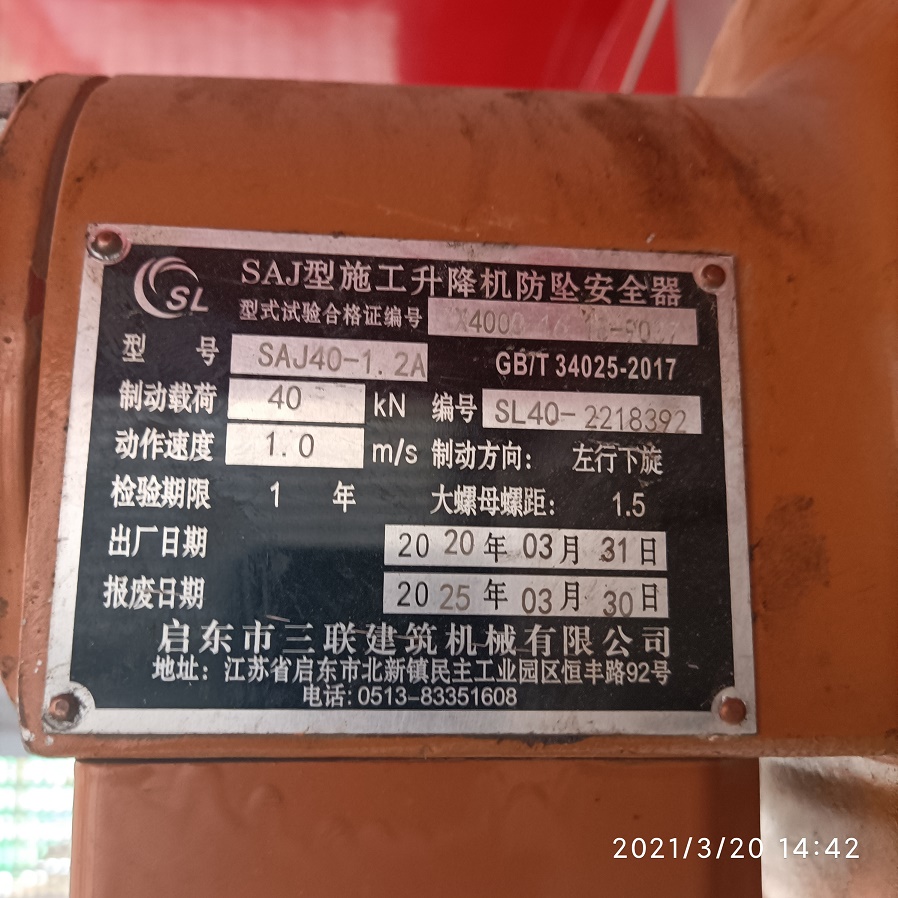 SL
SAJ型施工升降机防坠安全器
型式试验合格证编号
型 号 SAJ40-1.2A GB/T 34025-2017
制动载荷 40 kN 编号 SL40-2218392
动作速度 1.0 m/s 制动方向: 左行下旋
检验期限 1 年 大螺母螺距: 1.5
出厂日期 2020年03月31日
报废日期 2025年03月30日
启东市三联建筑机械有限公司
地址: 江苏省启东市北新镇民主工业园区恒丰路92号
电话: 0513-83351608
2021/3/20 14:42